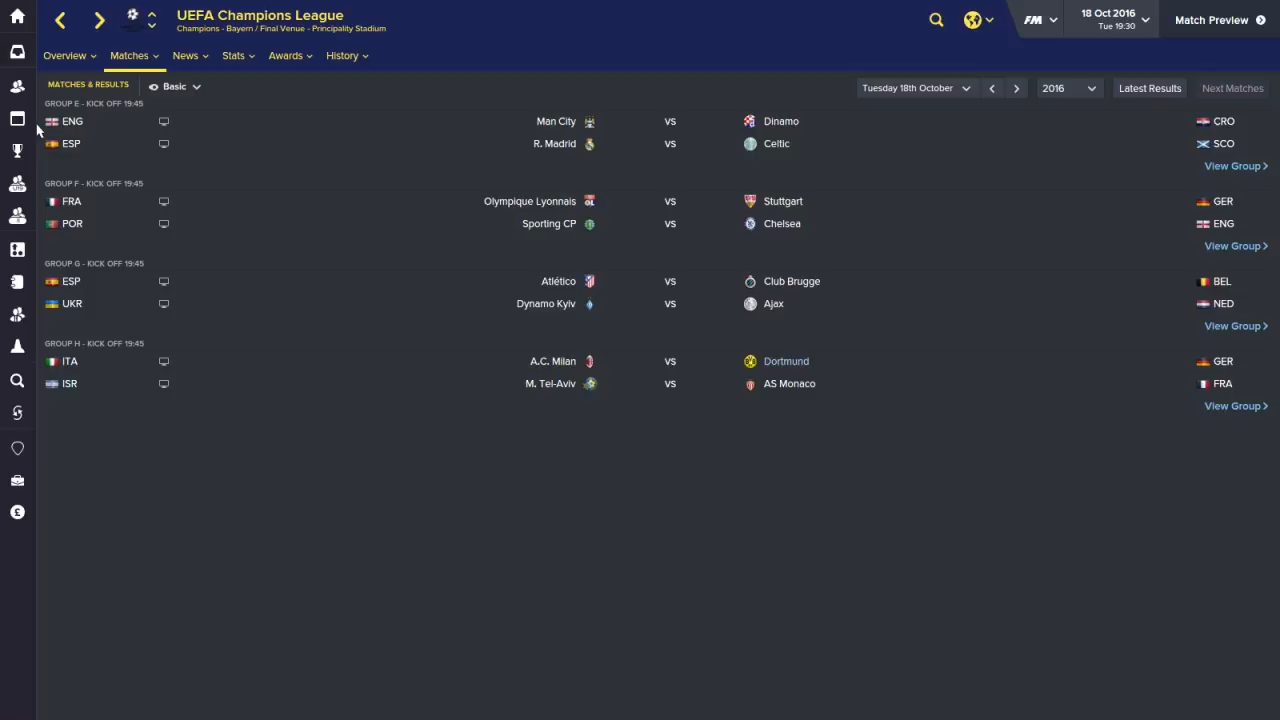 UEFA Champions League
Champions - Bayern / Final Venue - Principality Stadium
FM
18 Oct 2016
Tue 19:30
Match Preview
Overview Matches News Stats Awards History
MATCHES & RESULTS Basic Tuesday 18th October 2016 Latest Results Next Matches
GROUP E - KICK OFF 19:45
ENG Man City VS Dinamo CRO
ESP R. Madrid VS Celtic SCO
View Group
GROUP F - KICK OFF 19:45
FRA Olympique Lyonnais VS Stuttgart GER
POR Sporting CP VS Chelsea ENG
View Group
GROUP G - KICK OFF 19:45
ESP Atlético VS Club Brugge BEL
UKR Dynamo Kyiv VS Ajax NED
View Group
GROUP H - KICK OFF 19:45
ITA A.C. Milan VS Dortmund GER
ISR M. Tel-Aviv VS AS Monaco FRA
View Group
£